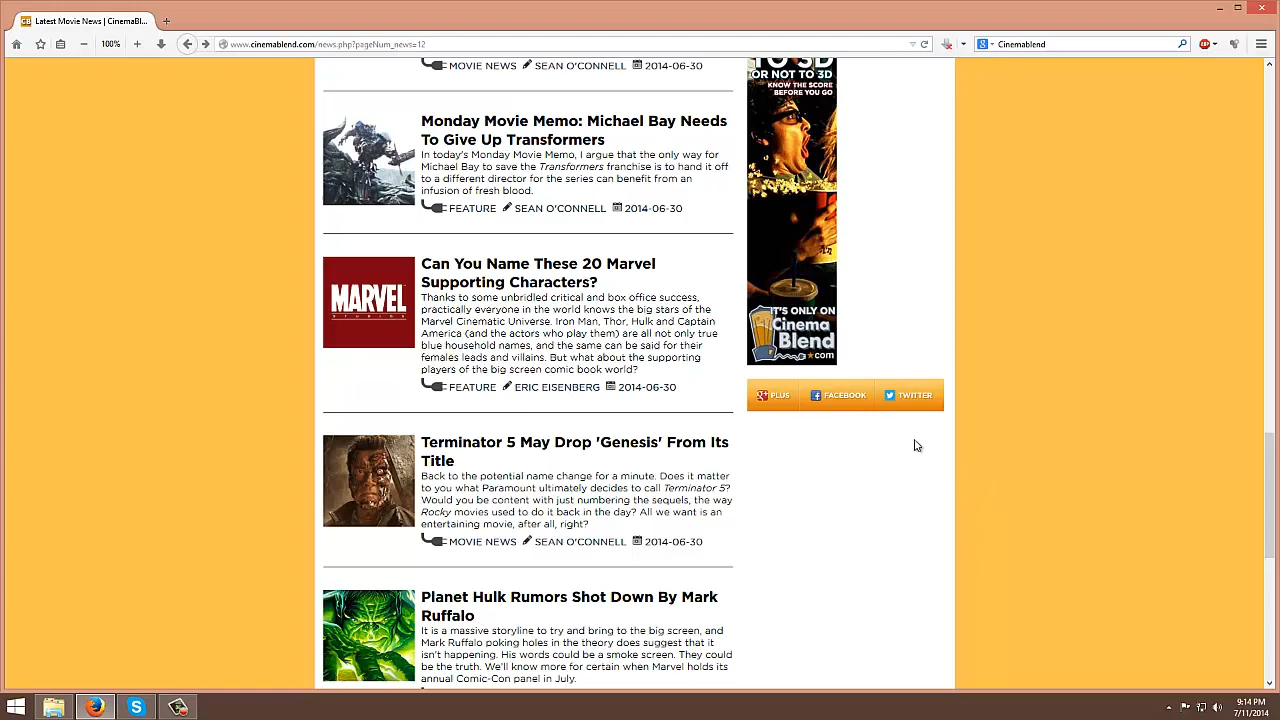 Latest Movie News | CinemaBl...
100%
www.cinemablend.com/news.php?pageNum_news=12
Cinemablend
MOVIE NEWS SEAN O'CONNELL 2014-06-30
Monday Movie Memo: Michael Bay Needs
To Give Up Transformers
In today's Monday Movie Memo, I argue that the only way for
Michael Bay to save the Transformers franchise is to hand it off
to a different director for the series can benefit from an
infusion of fresh blood.
FEATURE SEAN O'CONNELL 2014-06-30
MARVEL
STUDIOS
Can You Name These 20 Marvel
Supporting Characters?
Thanks to some unbridled critical and box office success,
practically everyone in the world knows the big stars of the
Marvel Cinematic Universe. Iron Man, Thor, Hulk and Captain
America (and the actors who play them) are all not only true
blue household names, and the same can be said for their
females leads and villains. But what about the supporting
players of the big screen comic book world?
FEATURE ERIC EISENBERG 2014-06-30
Terminator 5 May Drop 'Genesis' From Its
Title
Back to the potential name change for a minute. Does it matter
to you what Paramount ultimately decides to call Terminator 5?
Would you be content with just numbering the sequels, the way
Rocky movies used to do it back in the day? All we want is an
entertaining movie, after all, right?
MOVIE NEWS SEAN O'CONNELL 2014-06-30
Planet Hulk Rumors Shot Down By Mark
Ruffalo
It is a massive storyline to try and bring to the big screen, and
Mark Ruffalo poking holes in the theory does suggest that it
isn't happening. His words could be a smoke screen. They could
be the truth. We'll know more for certain when Marvel holds its
annual Comic-Con panel in July.
TO 3D
OR NOT TO 3D
KNOW THE SCORE
BEFORE YOU GO
IT'S ONLY ON
Cinema
Blend
.com
PLUS FACEBOOK TWITTER
9:14 PM
7/11/2014